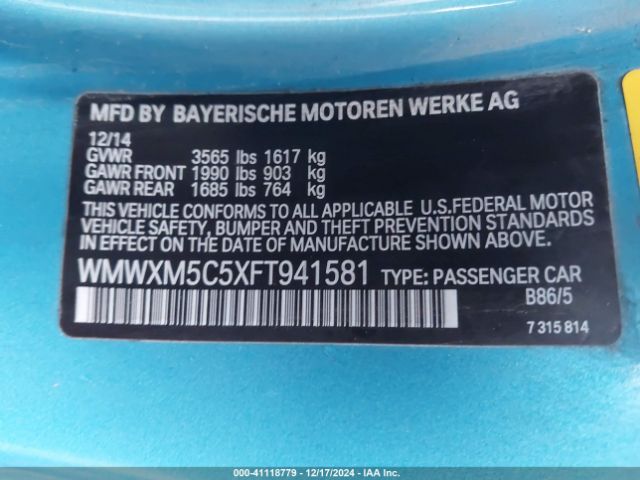 MFD BY BAYERISCHE MOTOREN WERKE AG
12/14
GVWR 3565 lbs 1617 kg
GAWR FRONT 1990 lbs 903 kg
GAWR REAR 1685 lbs 764 kg
THIS VEHICLE CONFORMS TO ALL APPLICABLE U.S.FEDERAL MOTOR
VEHICLE SAFETY, BUMPER AND THEFT PREVENTION STANDARDS
IN EFFECT ON THE DATE OF MANUFACTURE SHOWN ABOVE.
WMWXM5C5XFT941581 TYPE: PASSENGER CAR
B86/5
7 315 814
000-41118779 - 12/17/2024 - IAAI.COM